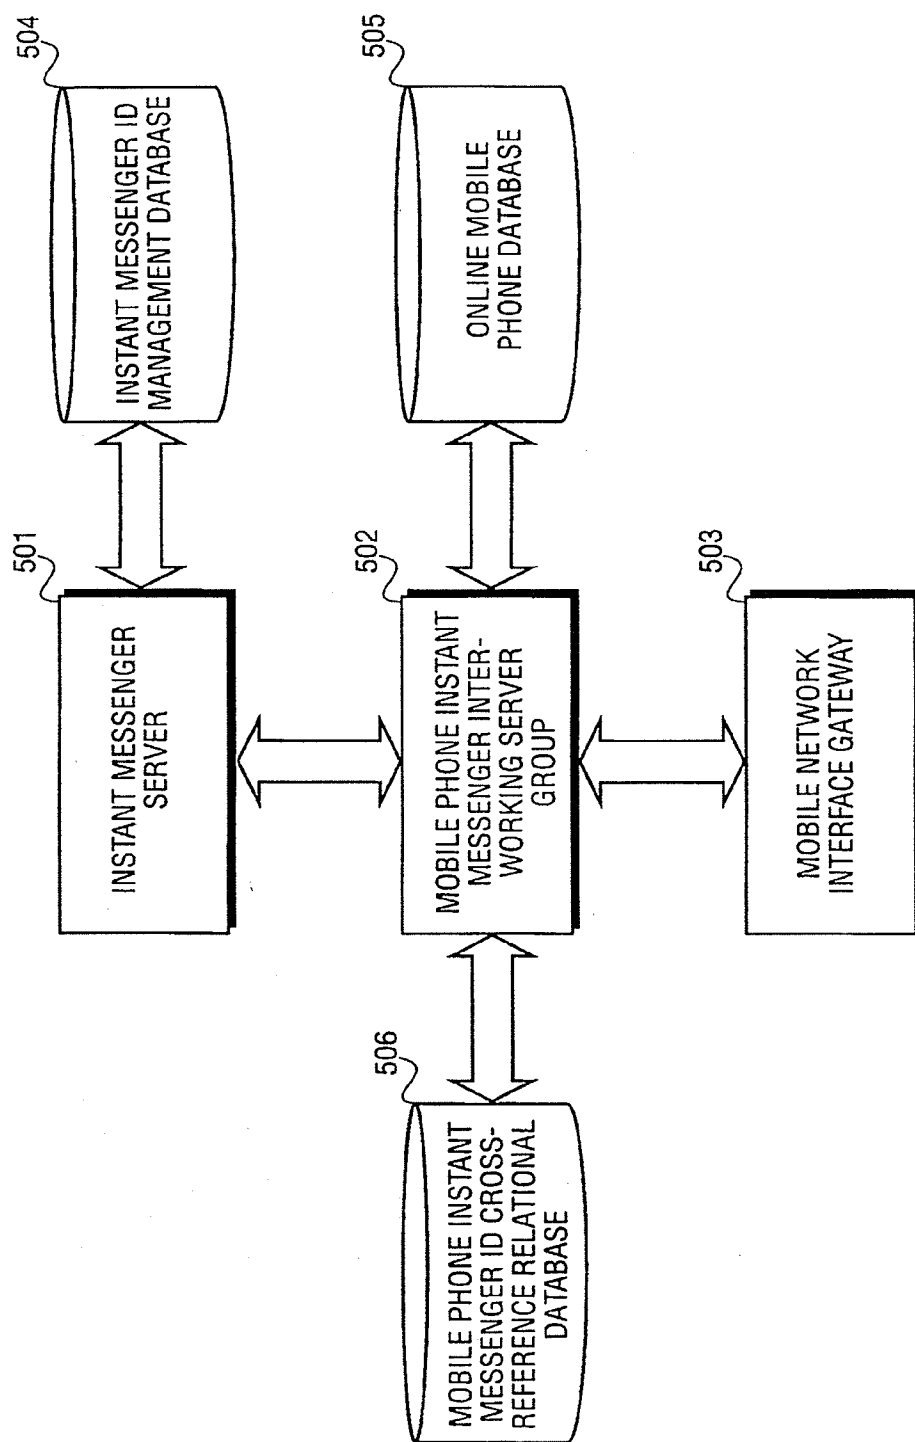 504
INSTANT MESSENGER ID
MANAGEMENT DATABASE
501
INSTANT MESSENGER
SERVER
505
ONLINE MOBILE
PHONE DATABASE
502
MOBILE PHONE INSTANT
MESSENGER INTER-
WORKING SERVER
GROUP
506
MOBILE PHONE INSTANT
MESSENGER ID CROSS-
REFERENCE RELATIONAL
DATABASE
503
MOBILE NETWORK
INTERFACE GATEWAY